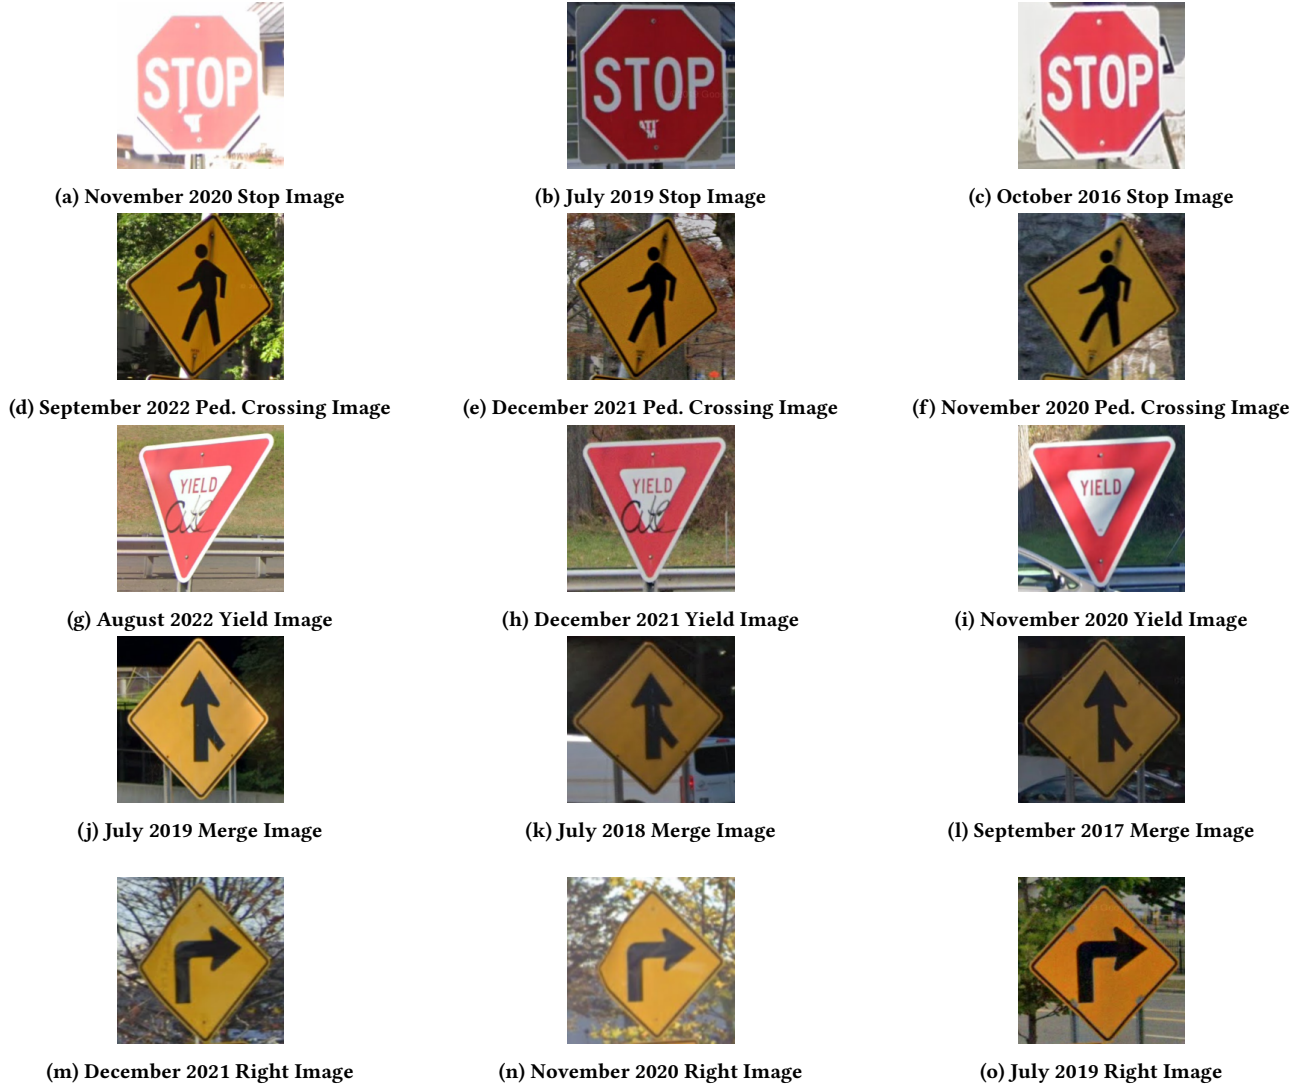 STOP
STOP
ATT
M
STOP
(a) November 2020 Stop Image
(b) July 2019 Stop Image
(c) October 2016 Stop Image
(d) September 2022 Ped. Crossing Image
(e) December 2021 Ped. Crossing Image
(f) November 2020 Ped. Crossing Image
YIELD
Cute
YIELD
Cute
YIELD
(g) August 2022 Yield Image
(h) December 2021 Yield Image
(i) November 2020 Yield Image
(j) July 2019 Merge Image
(k) July 2018 Merge Image
(l) September 2017 Merge Image
(m) December 2021 Right Image
(n) November 2020 Right Image
(o) July 2019 Right Image